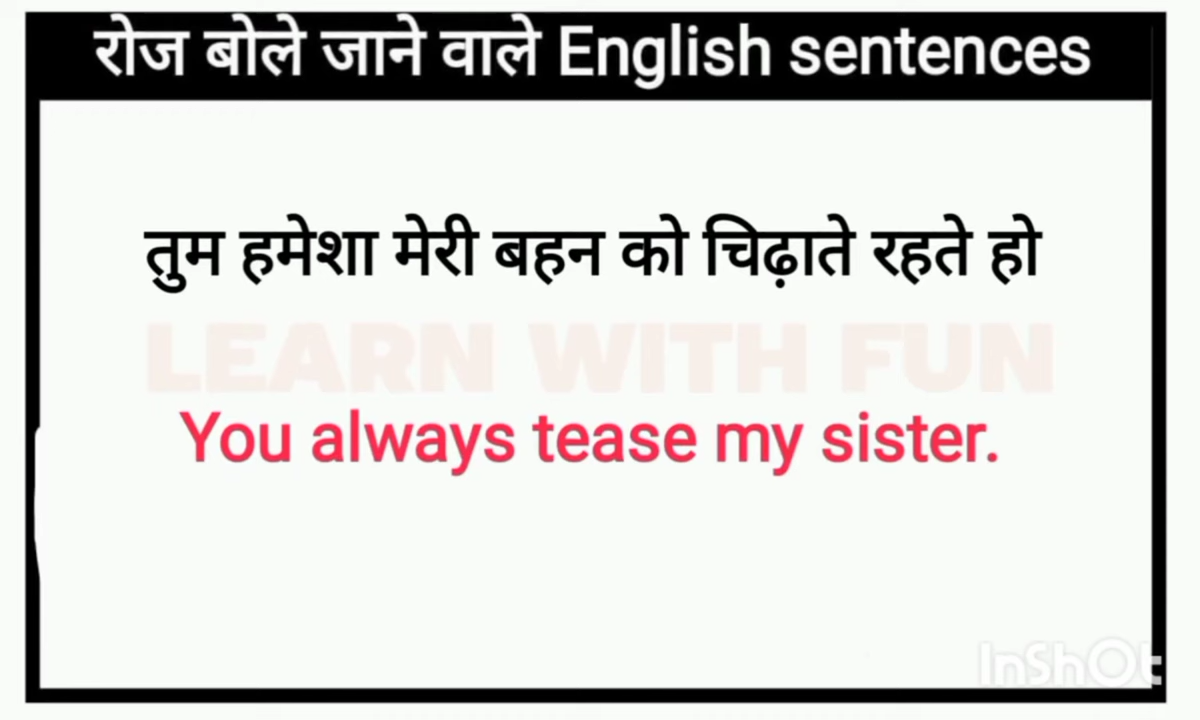 रोज बोले जाने वाले English sentences
तुम हमेशा मेरी बहन को चिढ़ाते रहते हो
LEARN WITH FUN
You always tease my sister.
InShOt